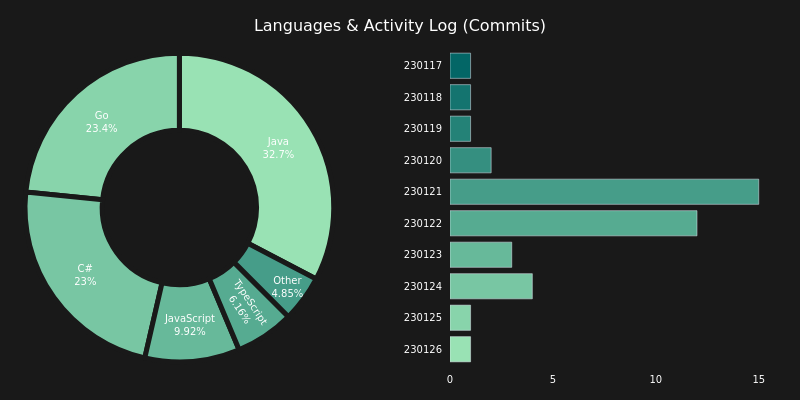 Languages & Activity Log (Commits)
Java
32.7%
Go
23.4%
C#
23%
JavaScript
9.92%
TypeScript
6.16%
Other
4.85%
230117
230118
230119
230120
230121
230122
230123
230124
230125
230126
0
5
10
15